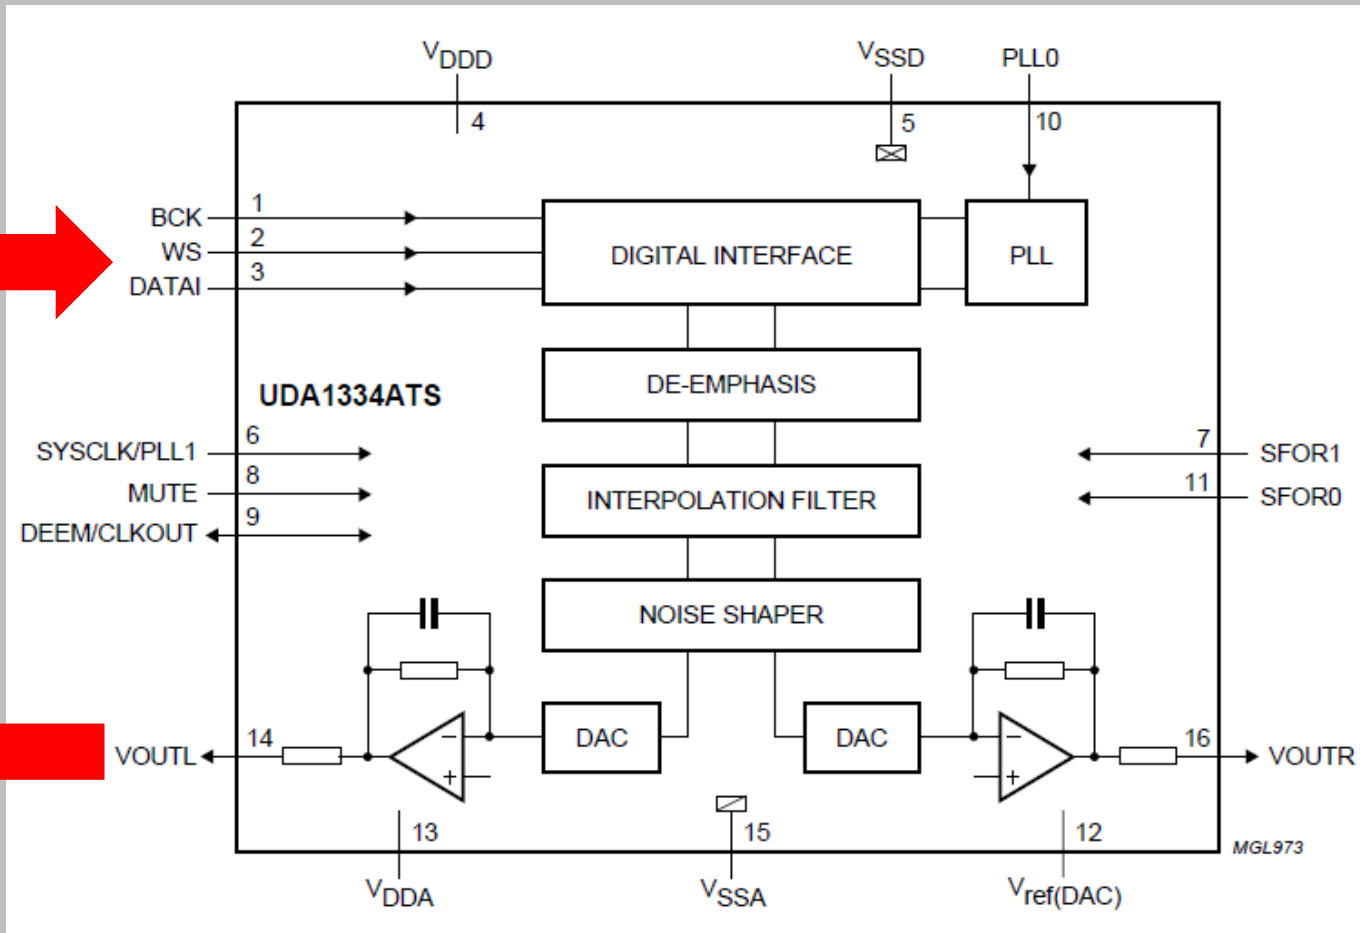 VDDD
VSSD
PLL0
4
5
10
BCK
1
WS
2
DATAI
3
DIGITAL INTERFACE
PLL
DE-EMPHASIS
UDA1334ATS
SYSCLK/PLL1
6
7
SFOR1
MUTE
8
INTERPOLATION FILTER
11
SFOR0
DEEM/CLKOUT
9
NOISE SHAPER
VOUTL
14
−
+
DAC
DAC
−
+
16
VOUTR
13
15
12
MGL973
VDDA
VSSA
Vref(DAC)